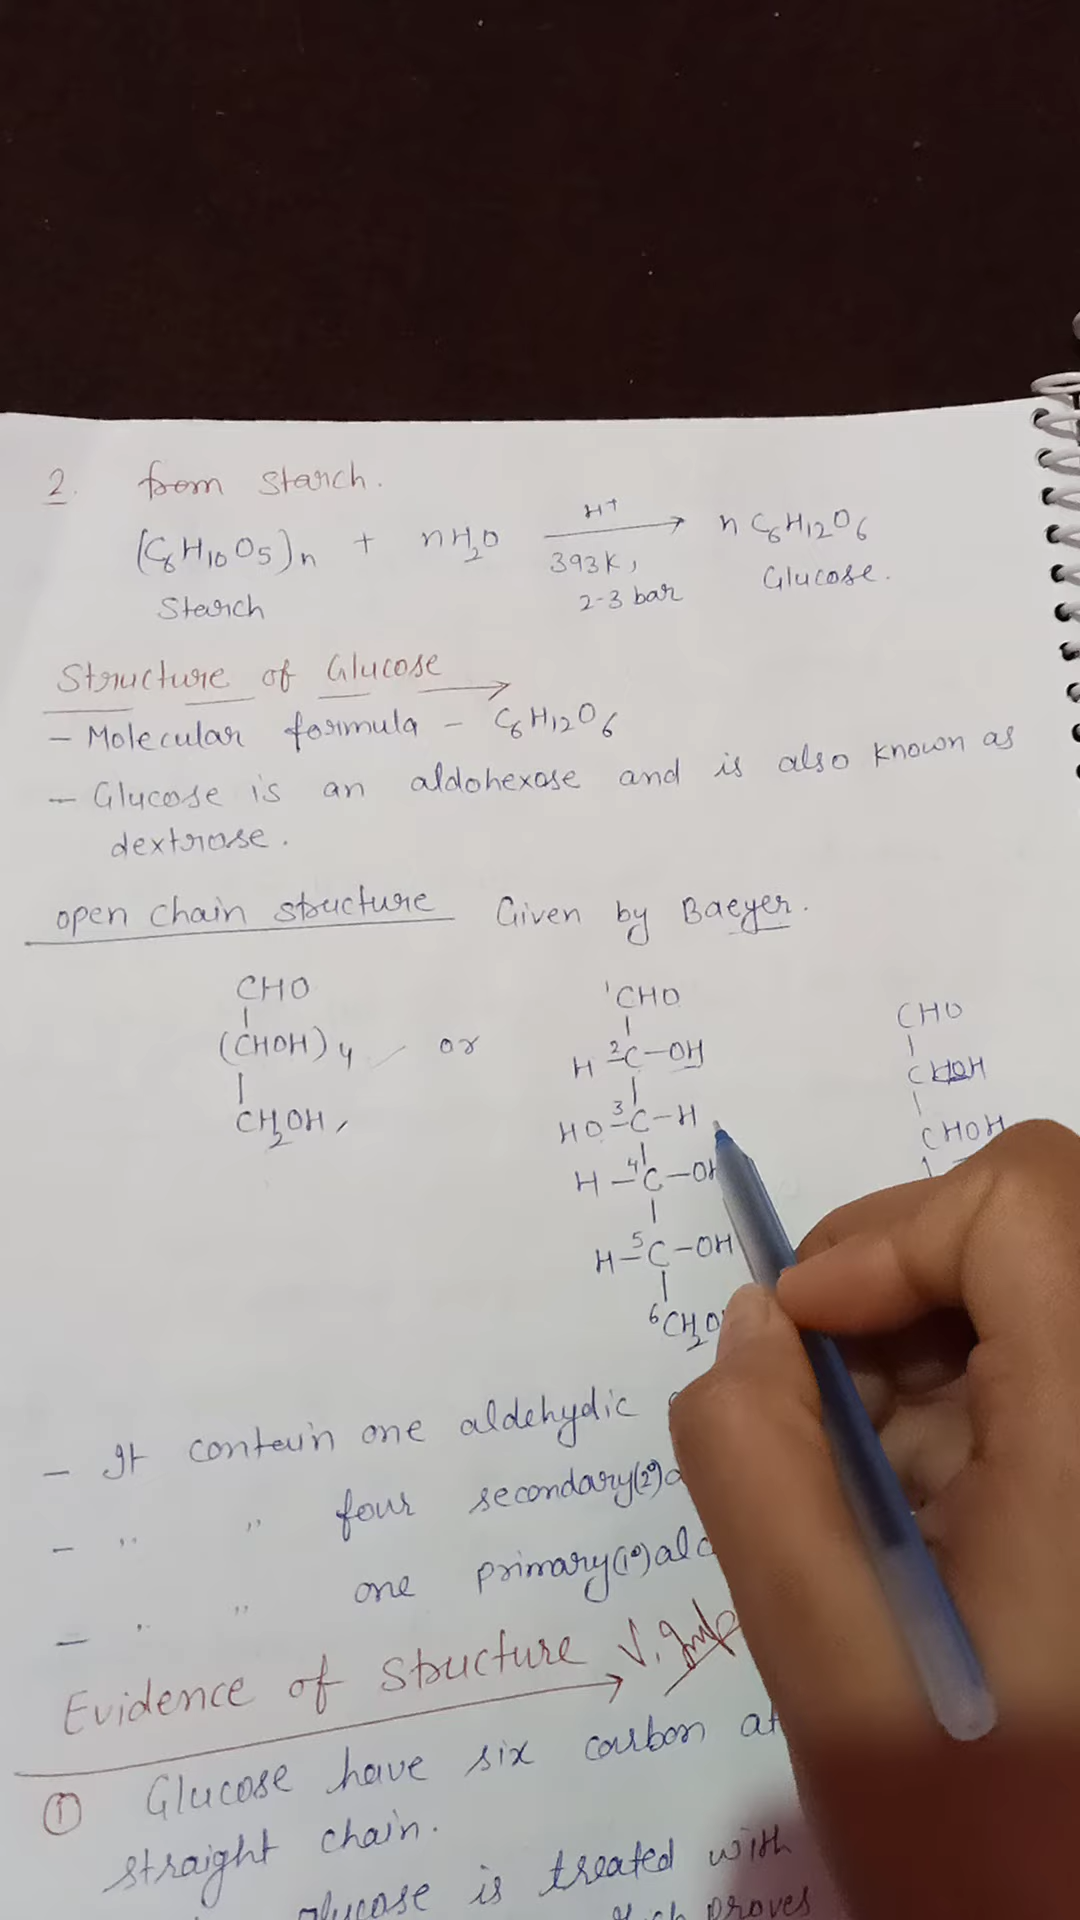 2. from starch.
(C6H10O5)n + nH2O H+ → n C6H12O6
393K, 2-3 bar
Starch Glucose.
Structure of Glucose →
- Molecular formula - C6H12O6
- Glucose is an aldohexose and is also known as
dextrose.
open chain structure Given by Baeyer.
CHO
(CHOH)4
CH2OH,
or
1CHO
H -2C-OH
HO -3C-H
H -4C-OH
H -5C-OH
6CH2O
CHO
CHOH
CHOH
- It contain one aldehydic
- " " four secondary(2°)
- " " one primary(1°)alc
Evidence of structure → V. Imp
① Glucose have six carbon at
straight chain.
glucose is treated with
proves